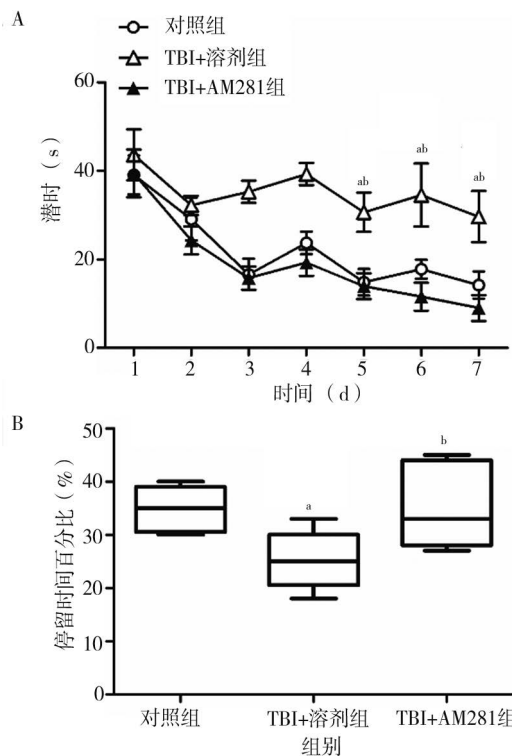 A
对照组
TBI+溶剂组
TBI+AM281组
60
40
20
0
潜时（s）
ab
ab
ab
1 2 3 4 5 6 7
时间（d）
B
50
40
30
20
10
0
停留时间百分比（%）
a
b
对照组 TBI+溶剂组 TBI+AM281组
组别